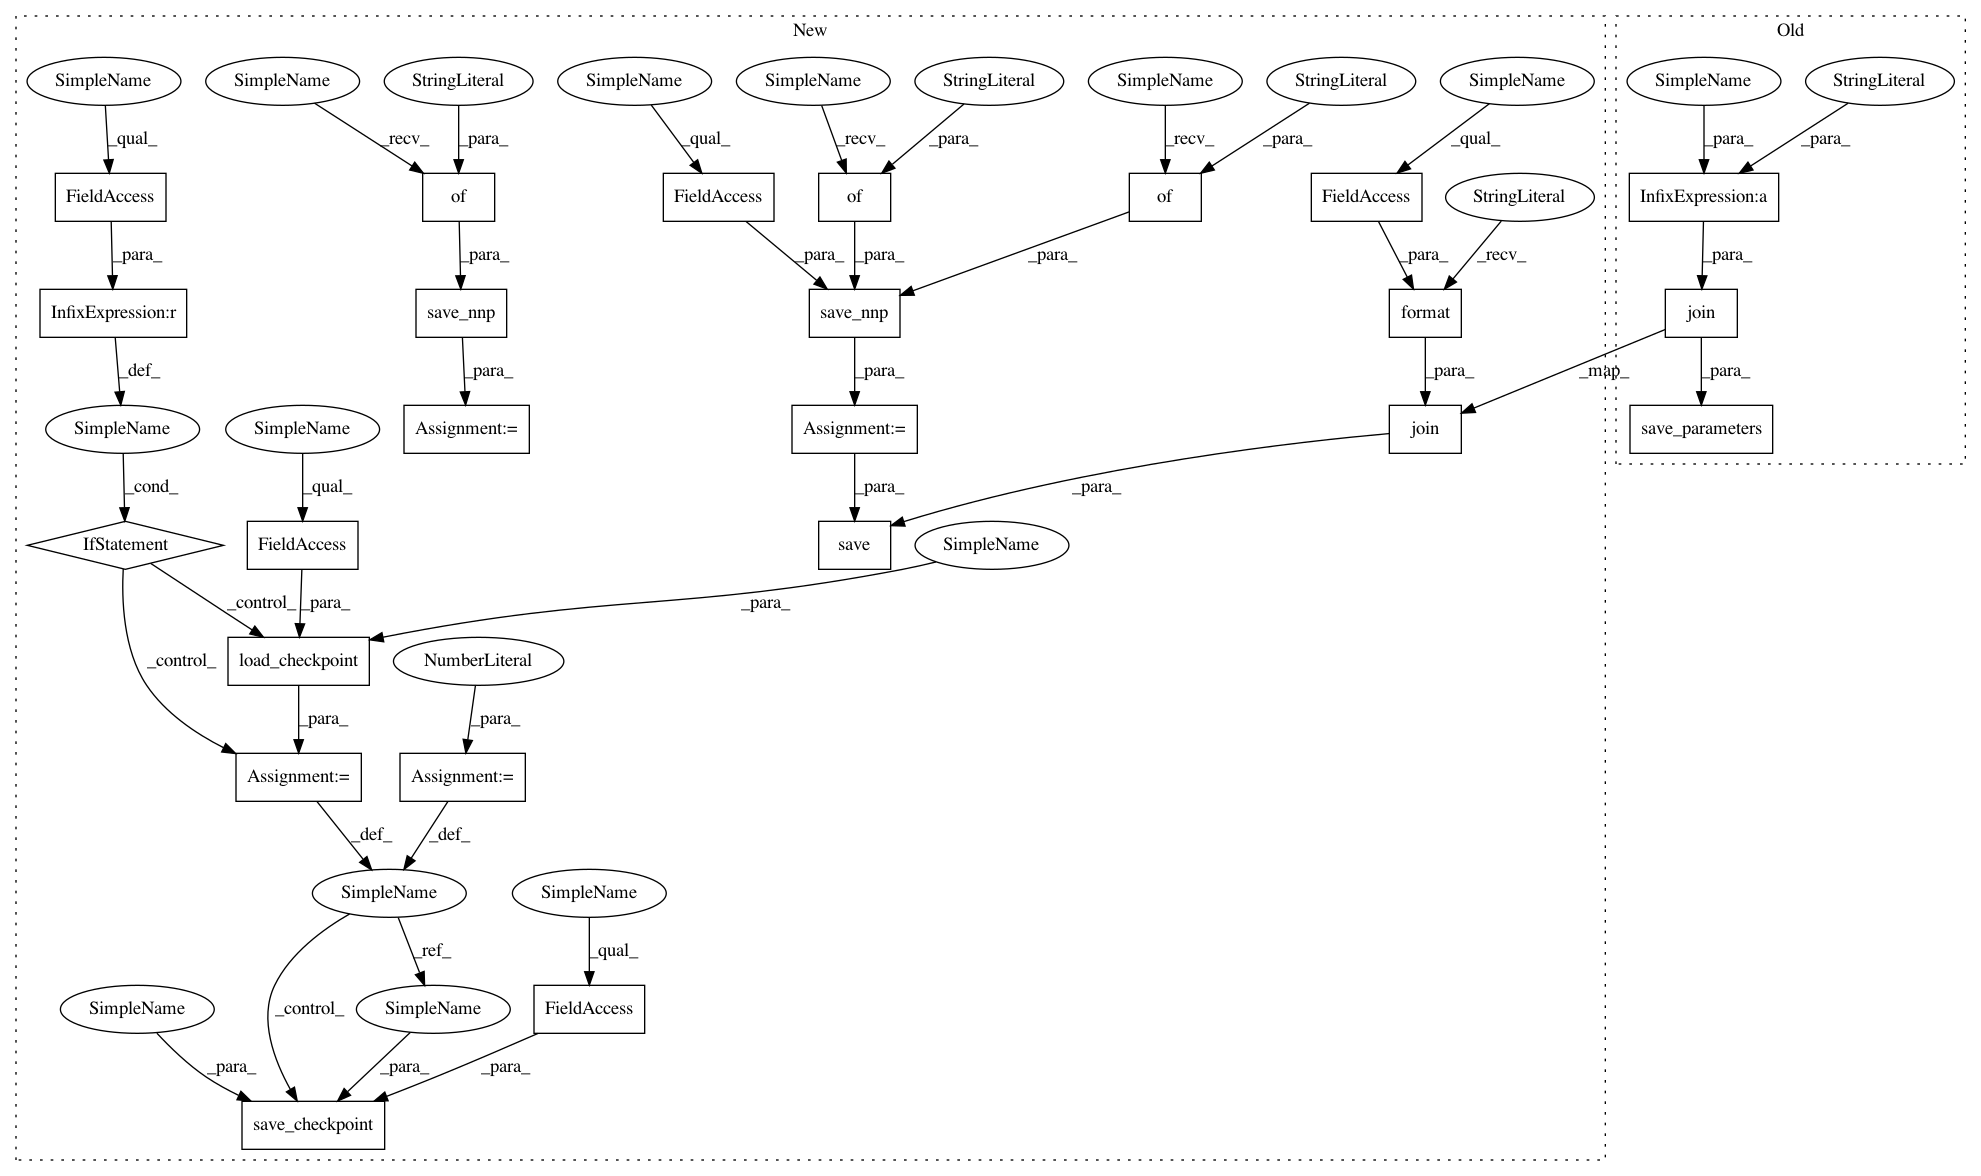 New
Old
SimpleName
SimpleName
StringLiteral
SimpleName
SimpleName
StringLiteral
SimpleName
StringLiteral
SimpleName
SimpleName
StringLiteral
_qual_
_recv_
_para_
_qual_
_recv_
_para_
_recv_
_para_
_qual_
_para_
_para_
FieldAccess
of
FieldAccess
of
of
FieldAccess
StringLiteral
InfixExpression:a
_para_
_para_
_para_
_para_
_para_
_para_
_recv_
_para_
InfixExpression:r
save_nnp
save_nnp
format
join
_def_
_para_
_para_
_para_
_map_
_para_
SimpleName
SimpleName
Assignment:=
Assignment:=
join
save_parameters
_cond_
_qual_
_para_
_para_
IfStatement
FieldAccess
save
SimpleName
_control_
_para_
_para_
_control_
load_checkpoint
NumberLiteral
_para_
_para_
Assignment:=
Assignment:=
_def_
_def_
SimpleName
SimpleName
_ref_
_qual_
SimpleName
_control_
SimpleName
FieldAccess
_para_
_para_
_para_
save_checkpoint